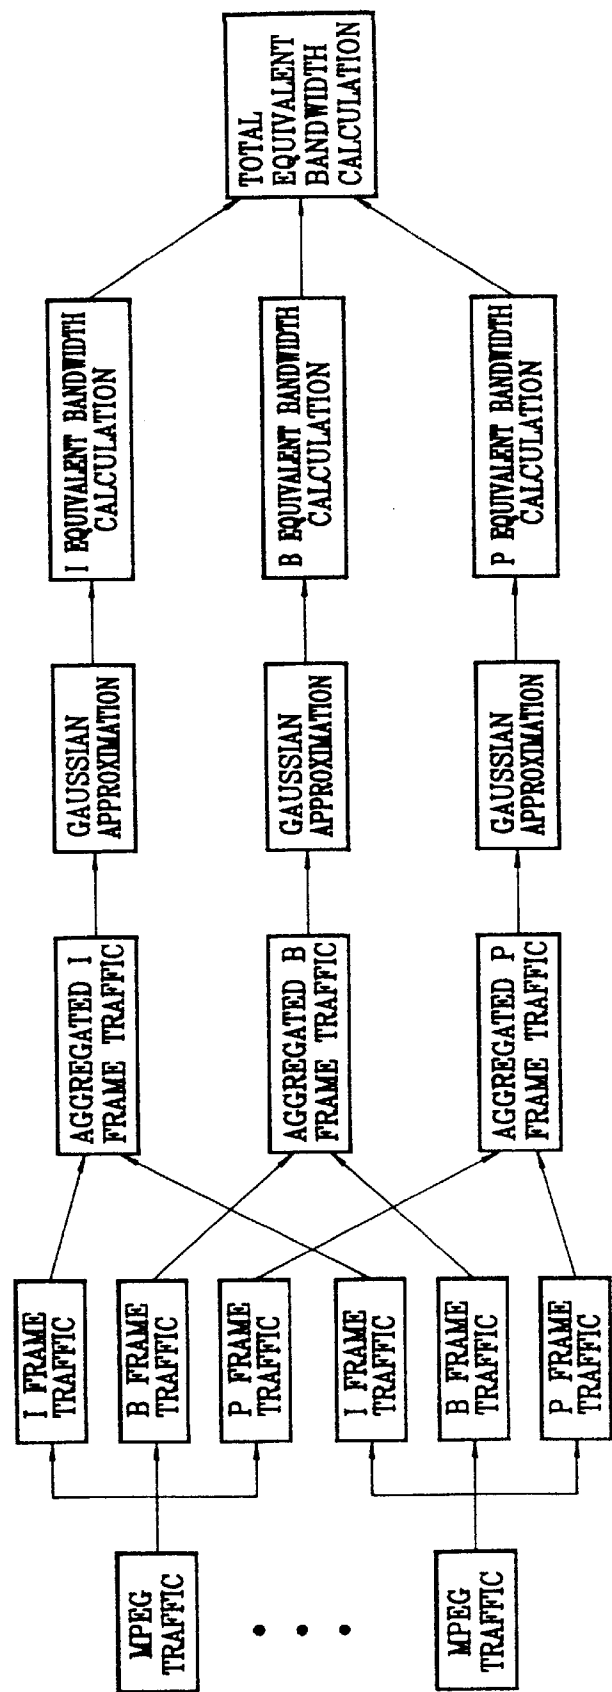 MPEG
TRAFFIC
MPEG
TRAFFIC
I FRAME
TRAFFIC
B FRAME
TRAFFIC
P FRAME
TRAFFIC
I FRAME
TRAFFIC
B FRAME
TRAFFIC
P FRAME
TRAFFIC
AGGREGATED I
FRAME TRAFFIC
AGGREGATED B
FRAME TRAFFIC
AGGREGATED P
FRAME TRAFFIC
GAUSSIAN
APPROXIMATION
GAUSSIAN
APPROXIMATION
GAUSSIAN
APPROXIMATION
I EQUIVALENT BANDWIDTH
CALCULATION
B EQUIVALENT BANDWIDTH
CALCULATION
P EQUIVALENT BANDWIDTH
CALCULATION
TOTAL
EQUIVALENT
BANDWIDTH
CALCULATION